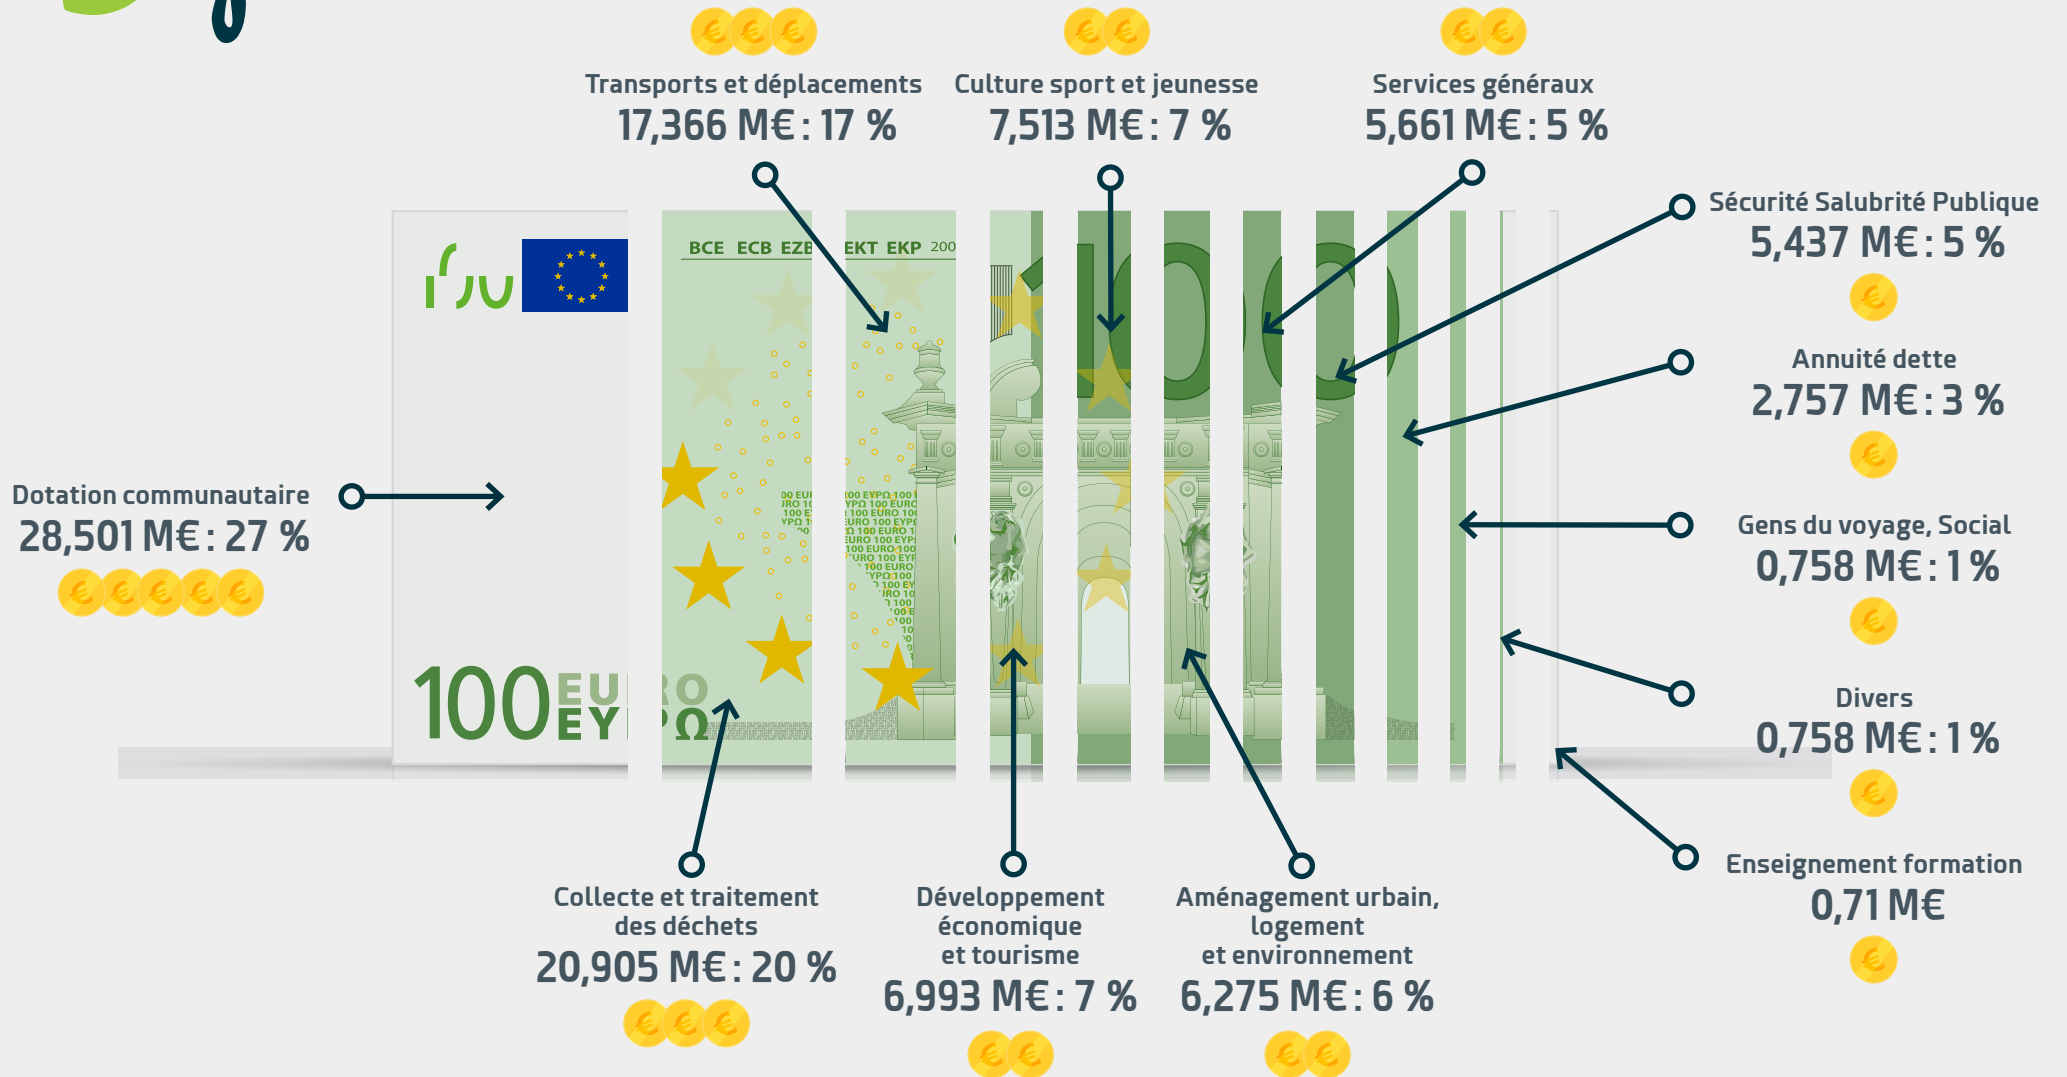 Transports et déplacements
17,366 M€ : 17 %
Culture sport et jeunesse
7,513 M€ : 7 %
Services généraux
5,661 M€ : 5 %
Sécurité Salubrité Publique
5,437 M€ : 5 %
Annuité dette
2,757 M€ : 3 %
Gens du voyage, Social
0,758 M€ : 1 %
Divers
0,758 M€ : 1 %
Enseignement formation
0,71 M€
Dotation communautaire
28,501 M€ : 27 %
BCE ECB EZB EKT EKP 200
100
100 EURO
ΕΥΡΩ
Collecte et traitement
des déchets
20,905 M€ : 20 %
Développement
économique
et tourisme
6,993 M€ : 7 %
Aménagement urbain,
logement
et environnement
6,275 M€ : 6 %